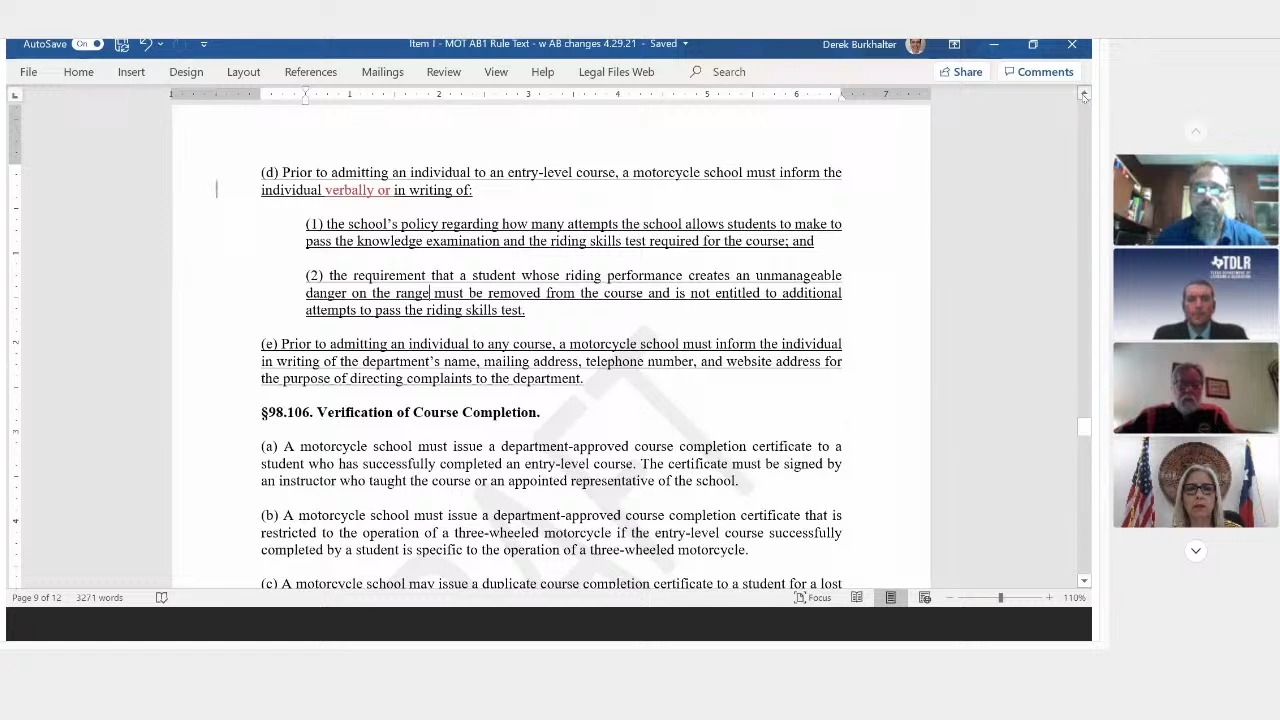 AutoSave On Item I - MOT AB1 Rule Text - w AB changes 4.29.21 - Saved Derek Burkhalter
File Home Insert Design Layout References Mailings Review View Help Legal Files Web Search Share Comments
1 1 2 3 4 5 6 7
(d) Prior to admitting an individual to an entry-level course, a motorcycle school must inform the
individual verbally or in writing of:
(1) the school’s policy regarding how many attempts the school allows students to make to
pass the knowledge examination and the riding skills test required for the course; and
(2) the requirement that a student whose riding performance creates an unmanageable
danger on the range must be removed from the course and is not entitled to additional
attempts to pass the riding skills test.
(e) Prior to admitting an individual to any course, a motorcycle school must inform the individual
in writing of the department’s name, mailing address, telephone number, and website address for
the purpose of directing complaints to the department.
§98.106. Verification of Course Completion.
(a) A motorcycle school must issue a department-approved course completion certificate to a
student who has successfully completed an entry-level course. The certificate must be signed by
an instructor who taught the course or an appointed representative of the school.
(b) A motorcycle school must issue a department-approved course completion certificate that is
restricted to the operation of a three-wheeled motorcycle if the entry-level course successfully
completed by a student is specific to the operation of a three-wheeled motorcycle.
(c) A motorcycle school may issue a duplicate course completion certificate to a student for a lost
1
2
3
4
Page 9 of 12 3271 words Focus 110%
TDLR